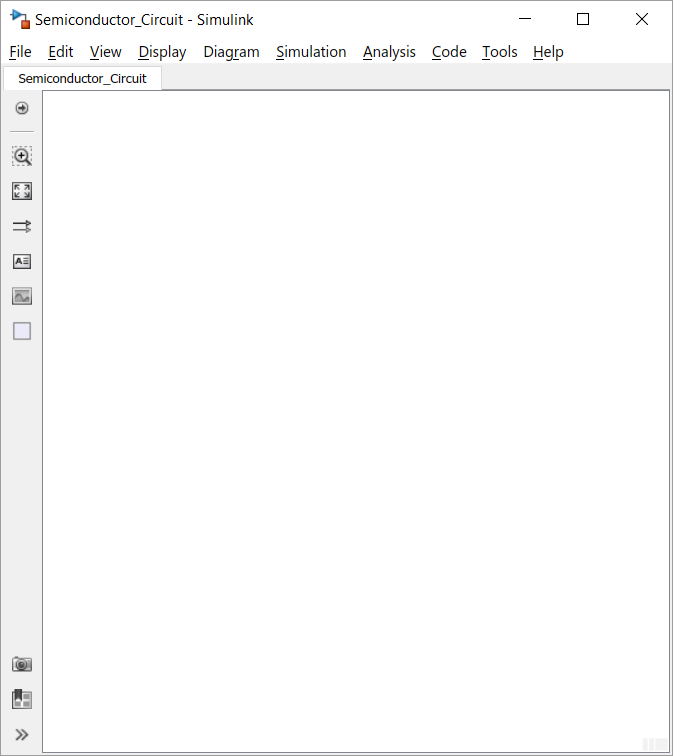 Semiconductor_Circuit - Simulink
File Edit View Display Diagram Simulation Analysis Code Tools Help
Semiconductor_Circuit
A